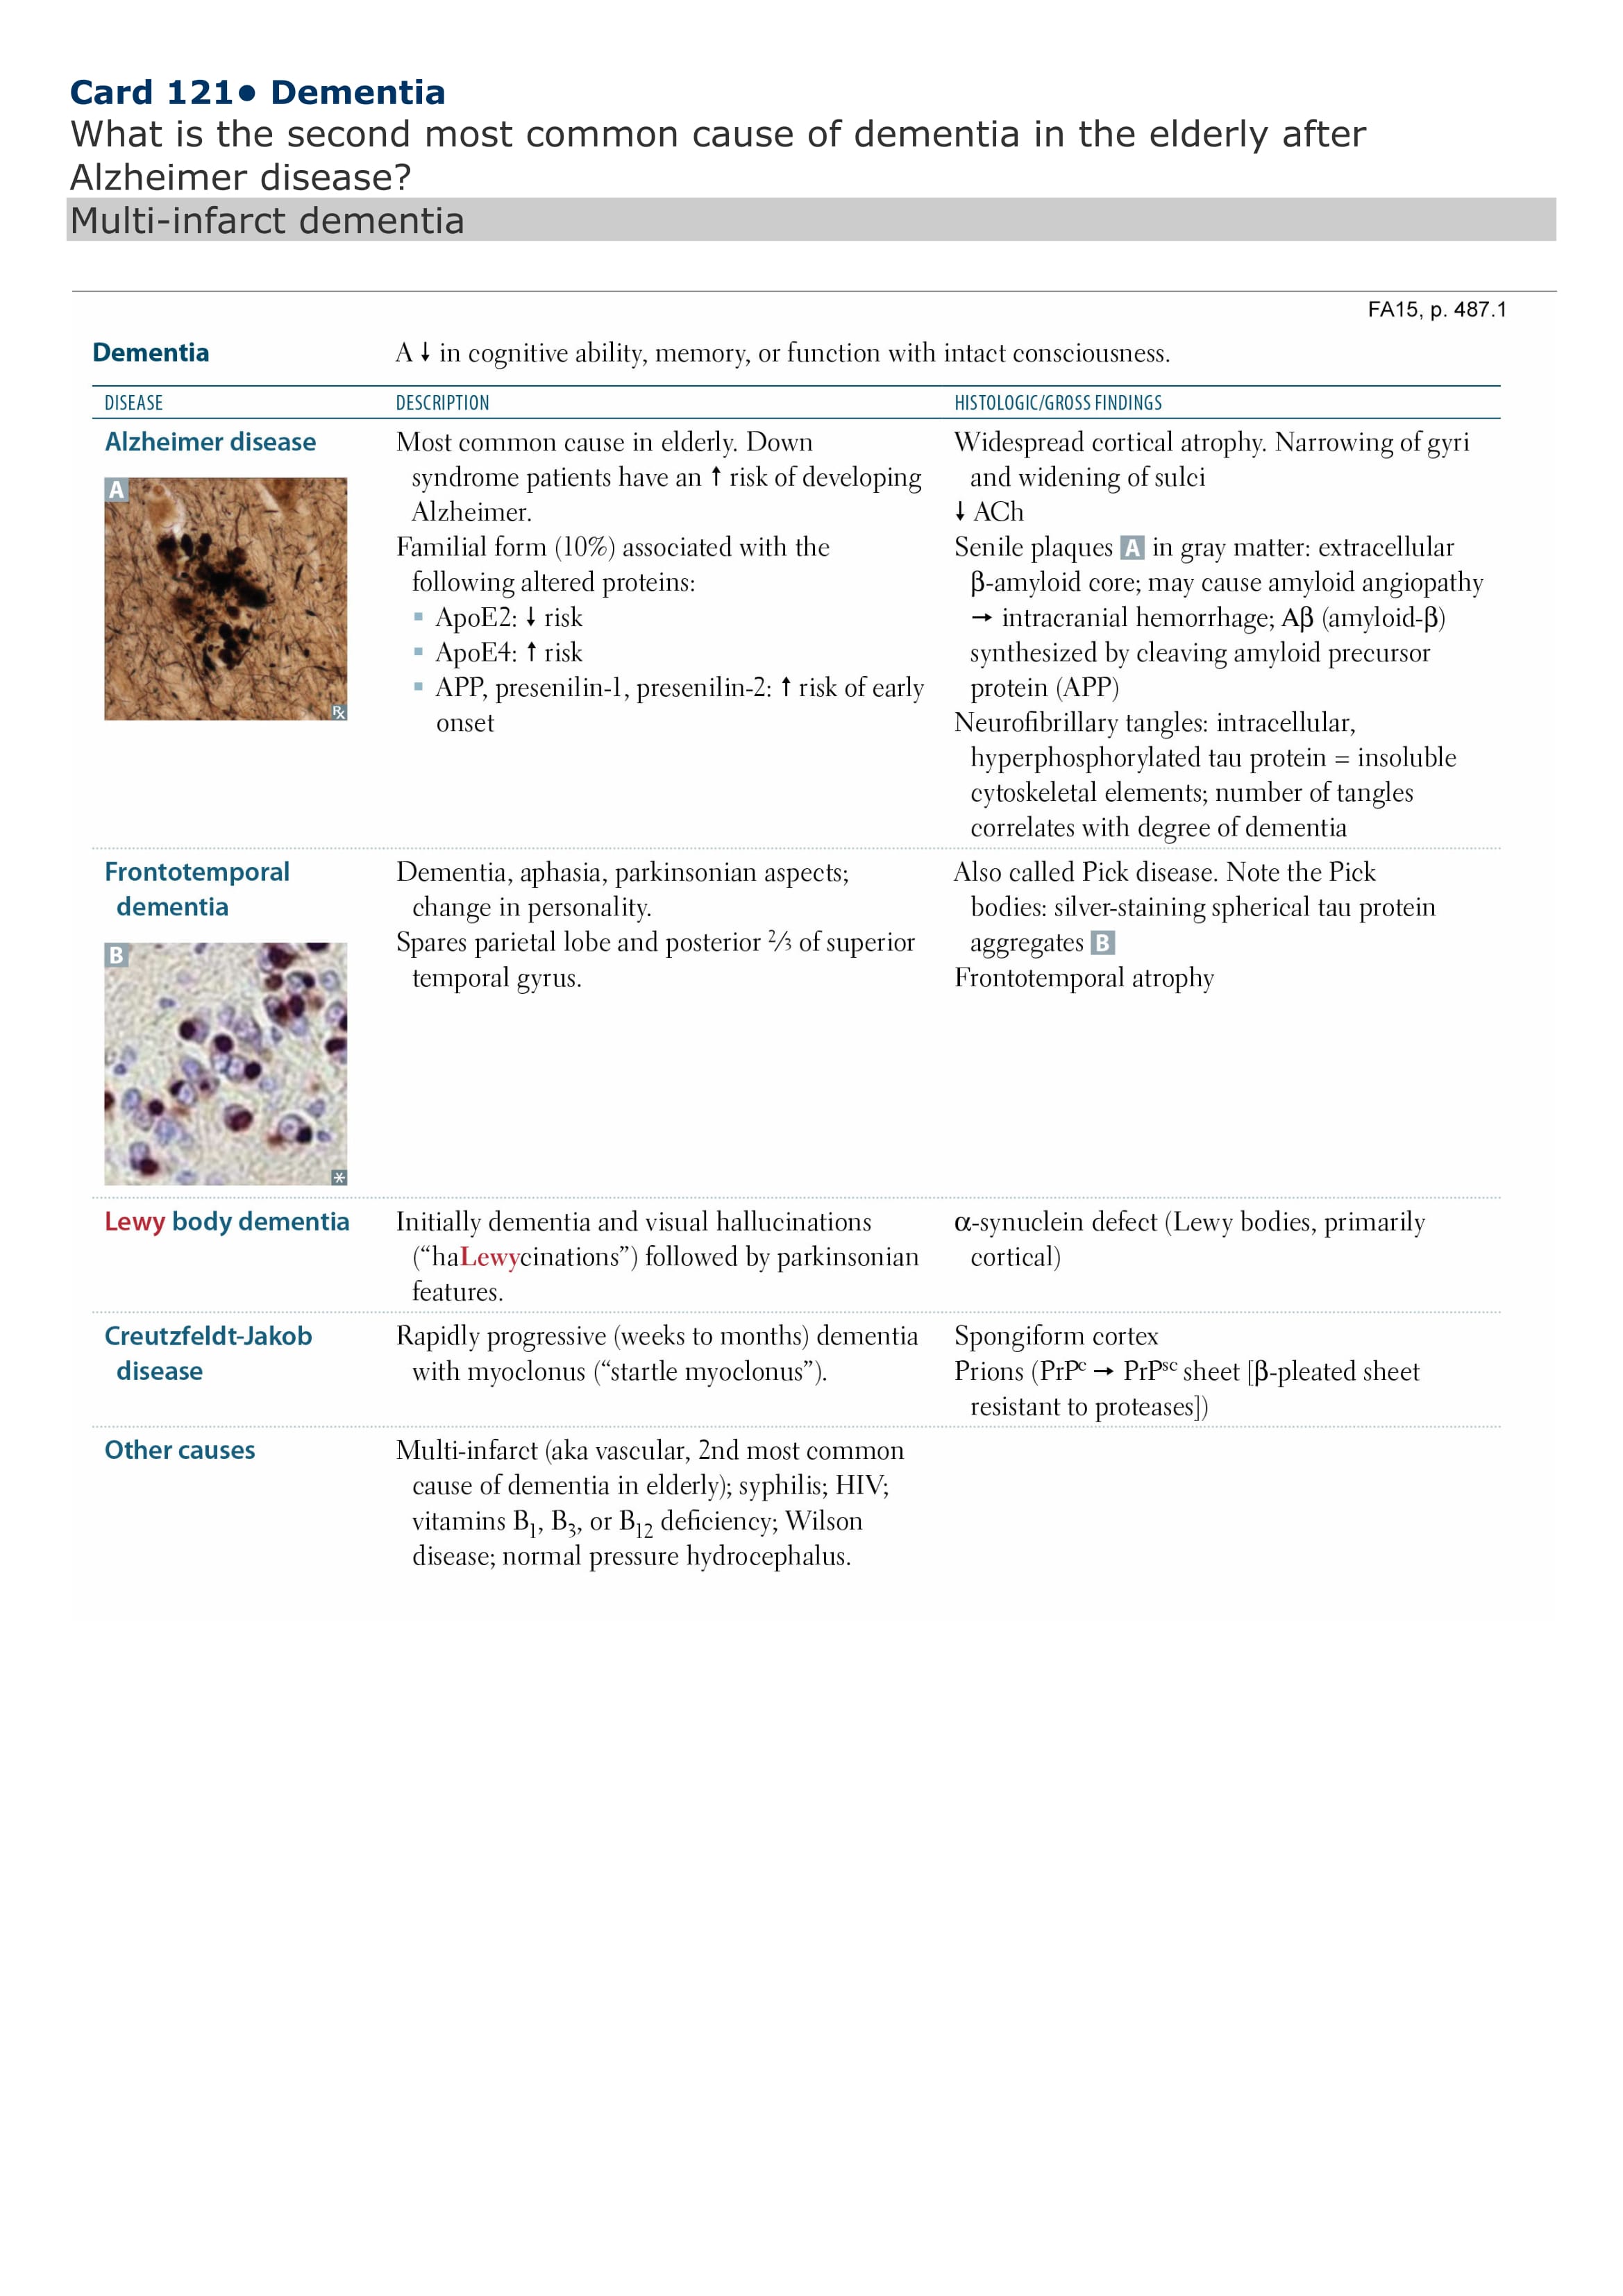 Card 121• Dementia
What is the second most common cause of dementia in the elderly after
Alzheimer disease?
Multi-infarct dementia
FA15, p. 487.1
Dementia
A ↓ in cognitive ability, memory, or function with intact consciousness.
DISEASE
DESCRIPTION
HISTOLOGIC/GROSS FINDINGS
Alzheimer disease
A
℞
Most common cause in elderly. Down
syndrome patients have an ↑ risk of developing
Alzheimer.
Familial form (10%) associated with the
following altered proteins:
▪ ApoE2: ↓ risk
▪ ApoE4: ↑ risk
▪ APP, presenilin-1, presenilin-2: ↑ risk of early
onset
Widespread cortical atrophy. Narrowing of gyri
and widening of sulci
↓ ACh
Senile plaques A in gray matter: extracellular
β-amyloid core; may cause amyloid angiopathy
→ intracranial hemorrhage; Aβ (amyloid-β)
synthesized by cleaving amyloid precursor
protein (APP)
Neurofibrillary tangles: intracellular,
hyperphosphorylated tau protein = insoluble
cytoskeletal elements; number of tangles
correlates with degree of dementia
Frontotemporal
dementia
B
*
Dementia, aphasia, parkinsonian aspects;
change in personality.
Spares parietal lobe and posterior ⅔ of superior
temporal gyrus.
Also called Pick disease. Note the Pick
bodies: silver-staining spherical tau protein
aggregates B
Frontotemporal atrophy
Lewy body dementia
Initially dementia and visual hallucinations
(“haLewycinations”) followed by parkinsonian
features.
α-synuclein defect (Lewy bodies, primarily
cortical)
Creutzfeldt-Jakob
disease
Rapidly progressive (weeks to months) dementia
with myoclonus (“startle myoclonus”).
Spongiform cortex
Prions (PrPᶜ → PrPˢᶜ sheet [β-pleated sheet
resistant to proteases])
Other causes
Multi-infarct (aka vascular, 2nd most common
cause of dementia in elderly); syphilis; HIV;
vitamins B₁, B₃, or B₁₂ deficiency; Wilson
disease; normal pressure hydrocephalus.